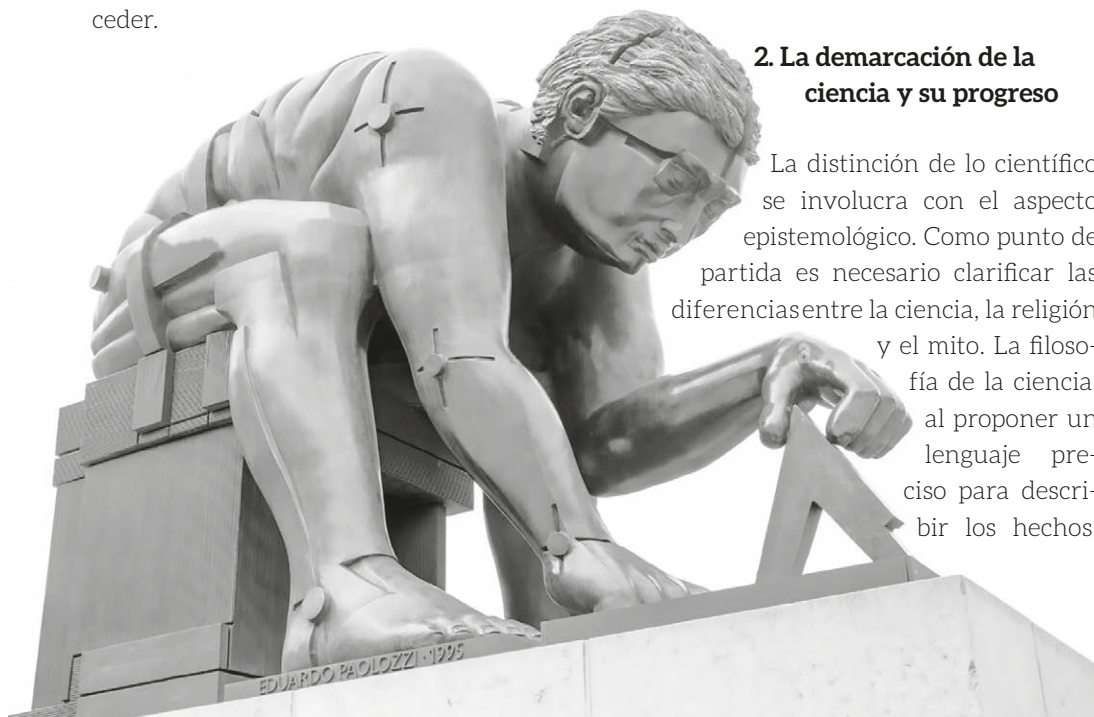 ceder.
2. La demarcación de la
ciencia y su progreso
La distinción de lo científico
se involucra con el aspecto
epistemológico. Como punto de
partida es necesario clarificar las
diferencias entre la ciencia, la religión
y el mito. La filoso-
fía de la ciencia
al proponer un
lenguaje pre-
ciso para descri-
bir los hechos
EDUARDO PAOLOZZI · 1995